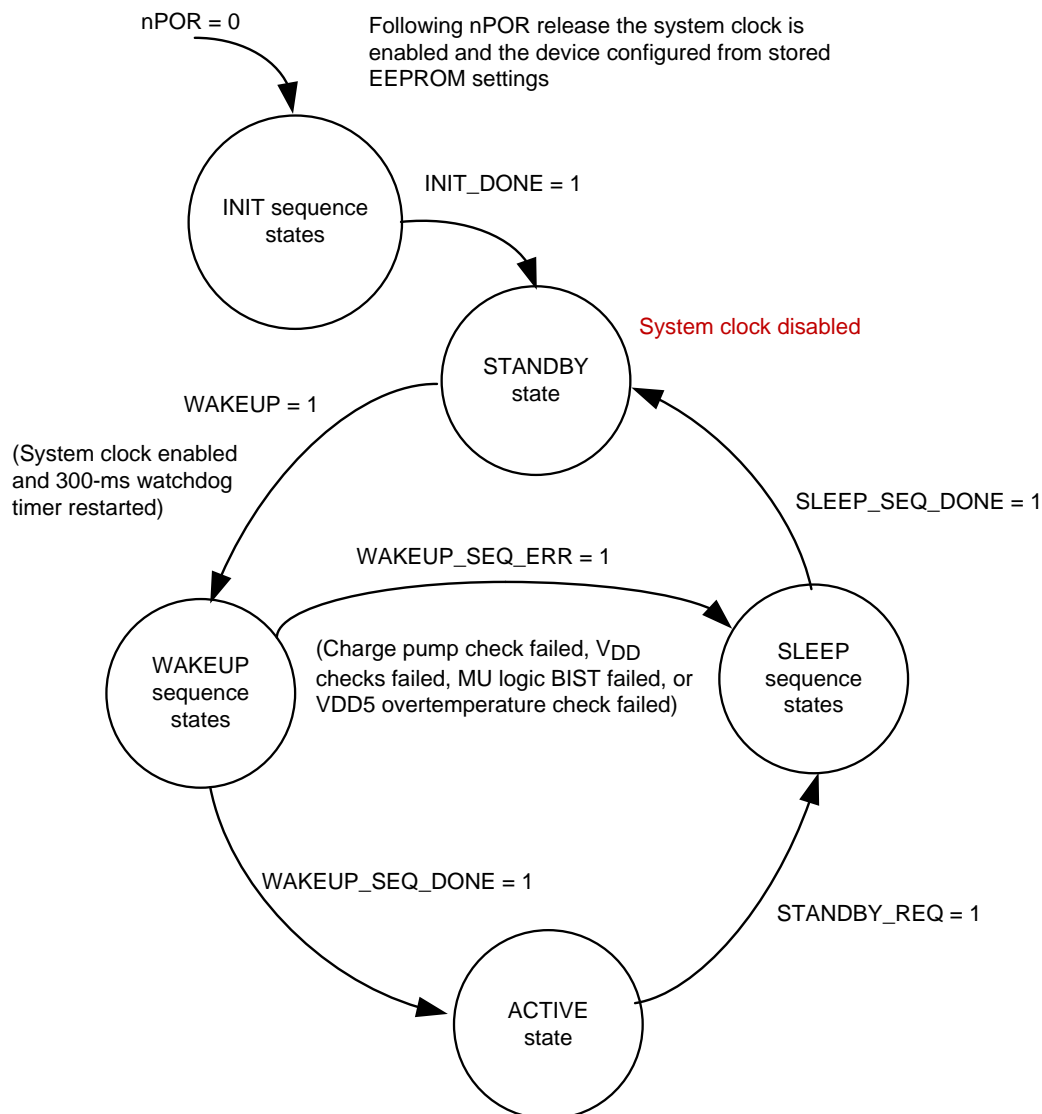 nPOR = 0
Following nPOR release the system clock is
enabled and the device configured from stored
EEPROM settings
INIT_DONE = 1
INIT sequence
states
System clock disabled
STANDBY
state
WAKEUP = 1
(System clock enabled
and 300-ms watchdog
timer restarted)
SLEEP_SEQ_DONE = 1
WAKEUP_SEQ_ERR = 1
(Charge pump check failed, VDD
checks failed, MU logic BIST failed, or
VDD5 overtemperature check failed)
WAKEUP
sequence
states
SLEEP
sequence
states
WAKEUP_SEQ_DONE = 1
STANDBY_REQ = 1
ACTIVE
state